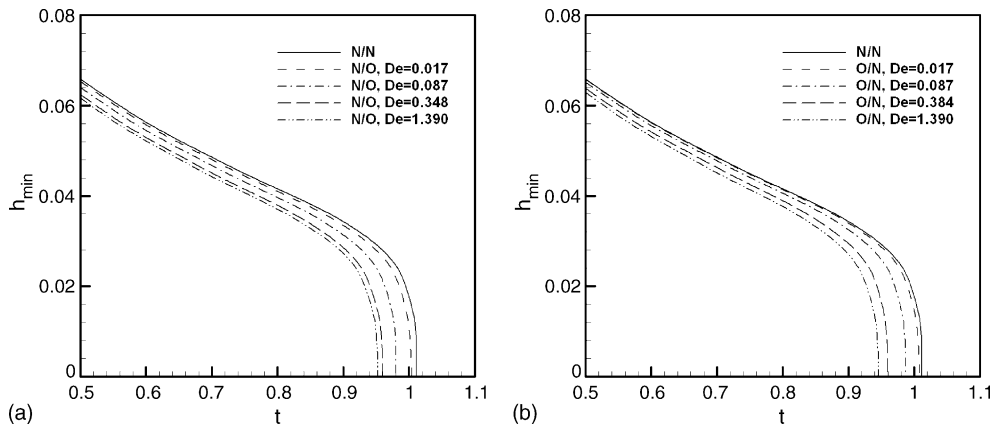 0.08
0.06
0.04
0.02
0
h_min
0.5 0.6 0.7 0.8 0.9 1 1.1
t
(a)
N/N
N/O, De=0.017
N/O, De=0.087
N/O, De=0.348
N/O, De=1.390
0.08
0.06
0.04
0.02
0
h_min
0.5 0.6 0.7 0.8 0.9 1 1.1
t
(b)
N/N
O/N, De=0.017
O/N, De=0.087
O/N, De=0.384
O/N, De=1.390